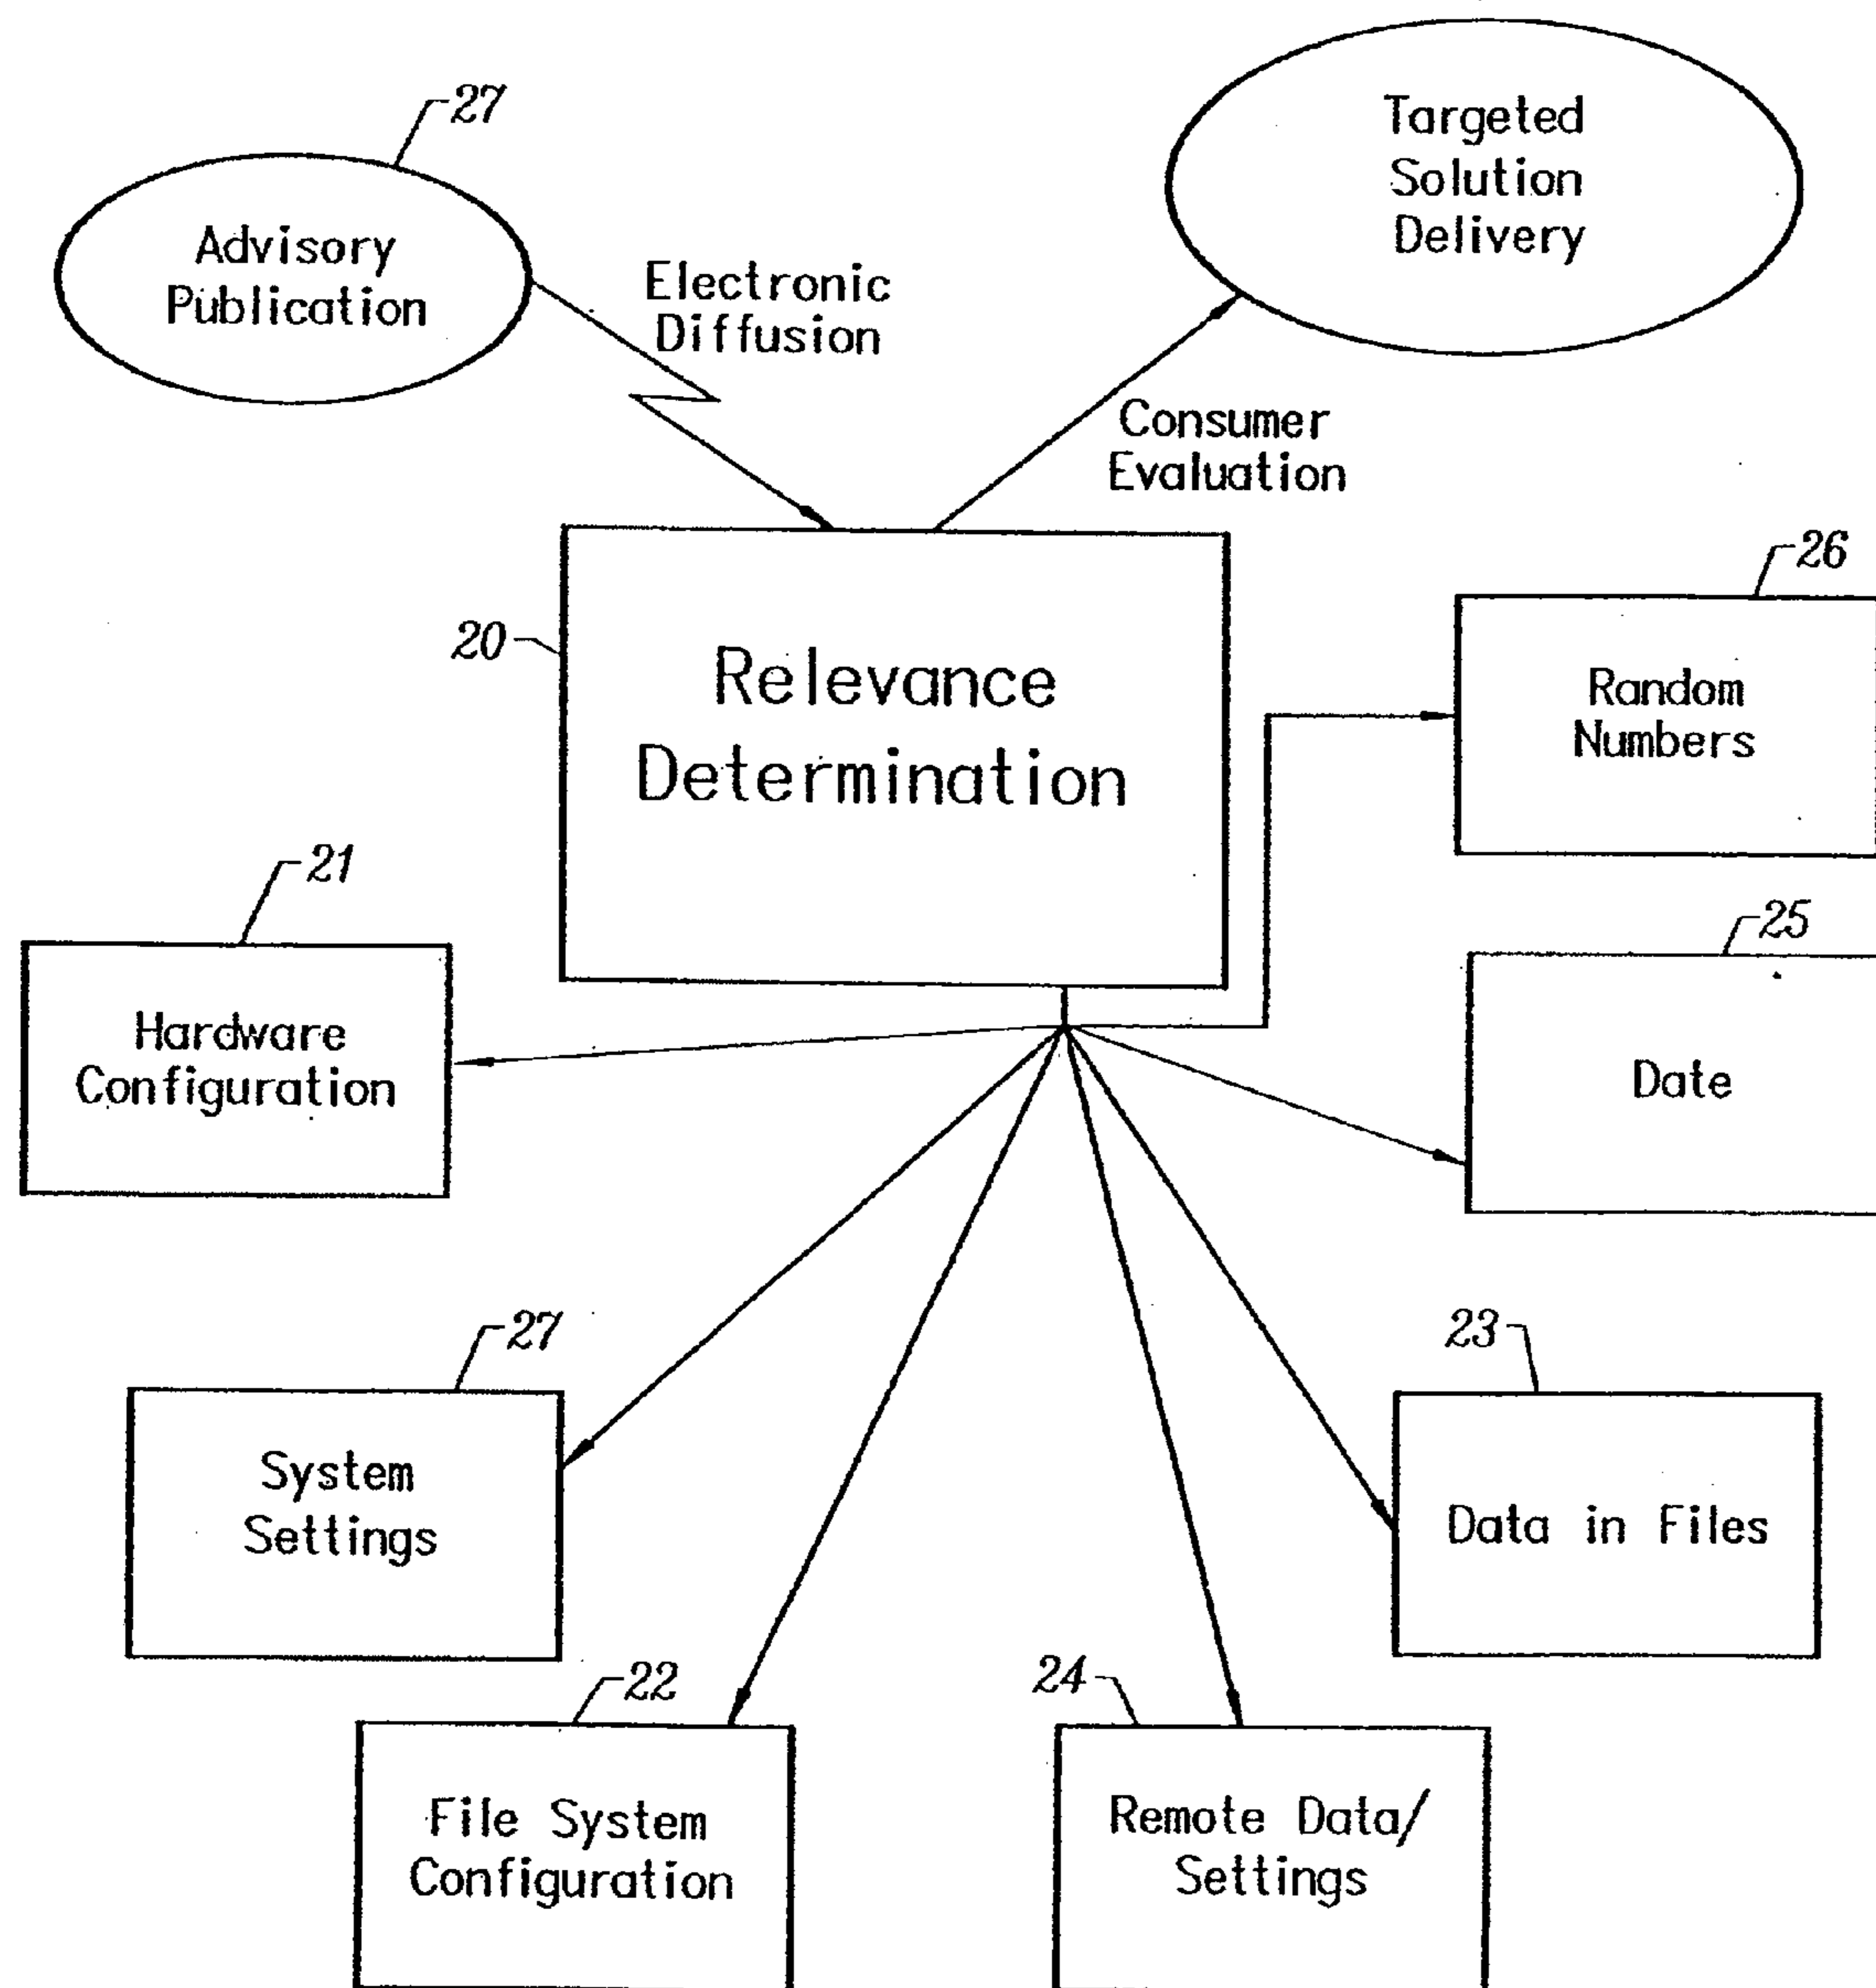 27
Advisory
Publication
Electronic
Diffusion
Targeted
Solution
Delivery
Consumer
Evaluation
20
Relevance
Determination
26
Random
Numbers
21
Hardware
Configuration
25
Date
27
System
Settings
23
Data in Files
22
File System
Configuration
24
Remote Data/
Settings